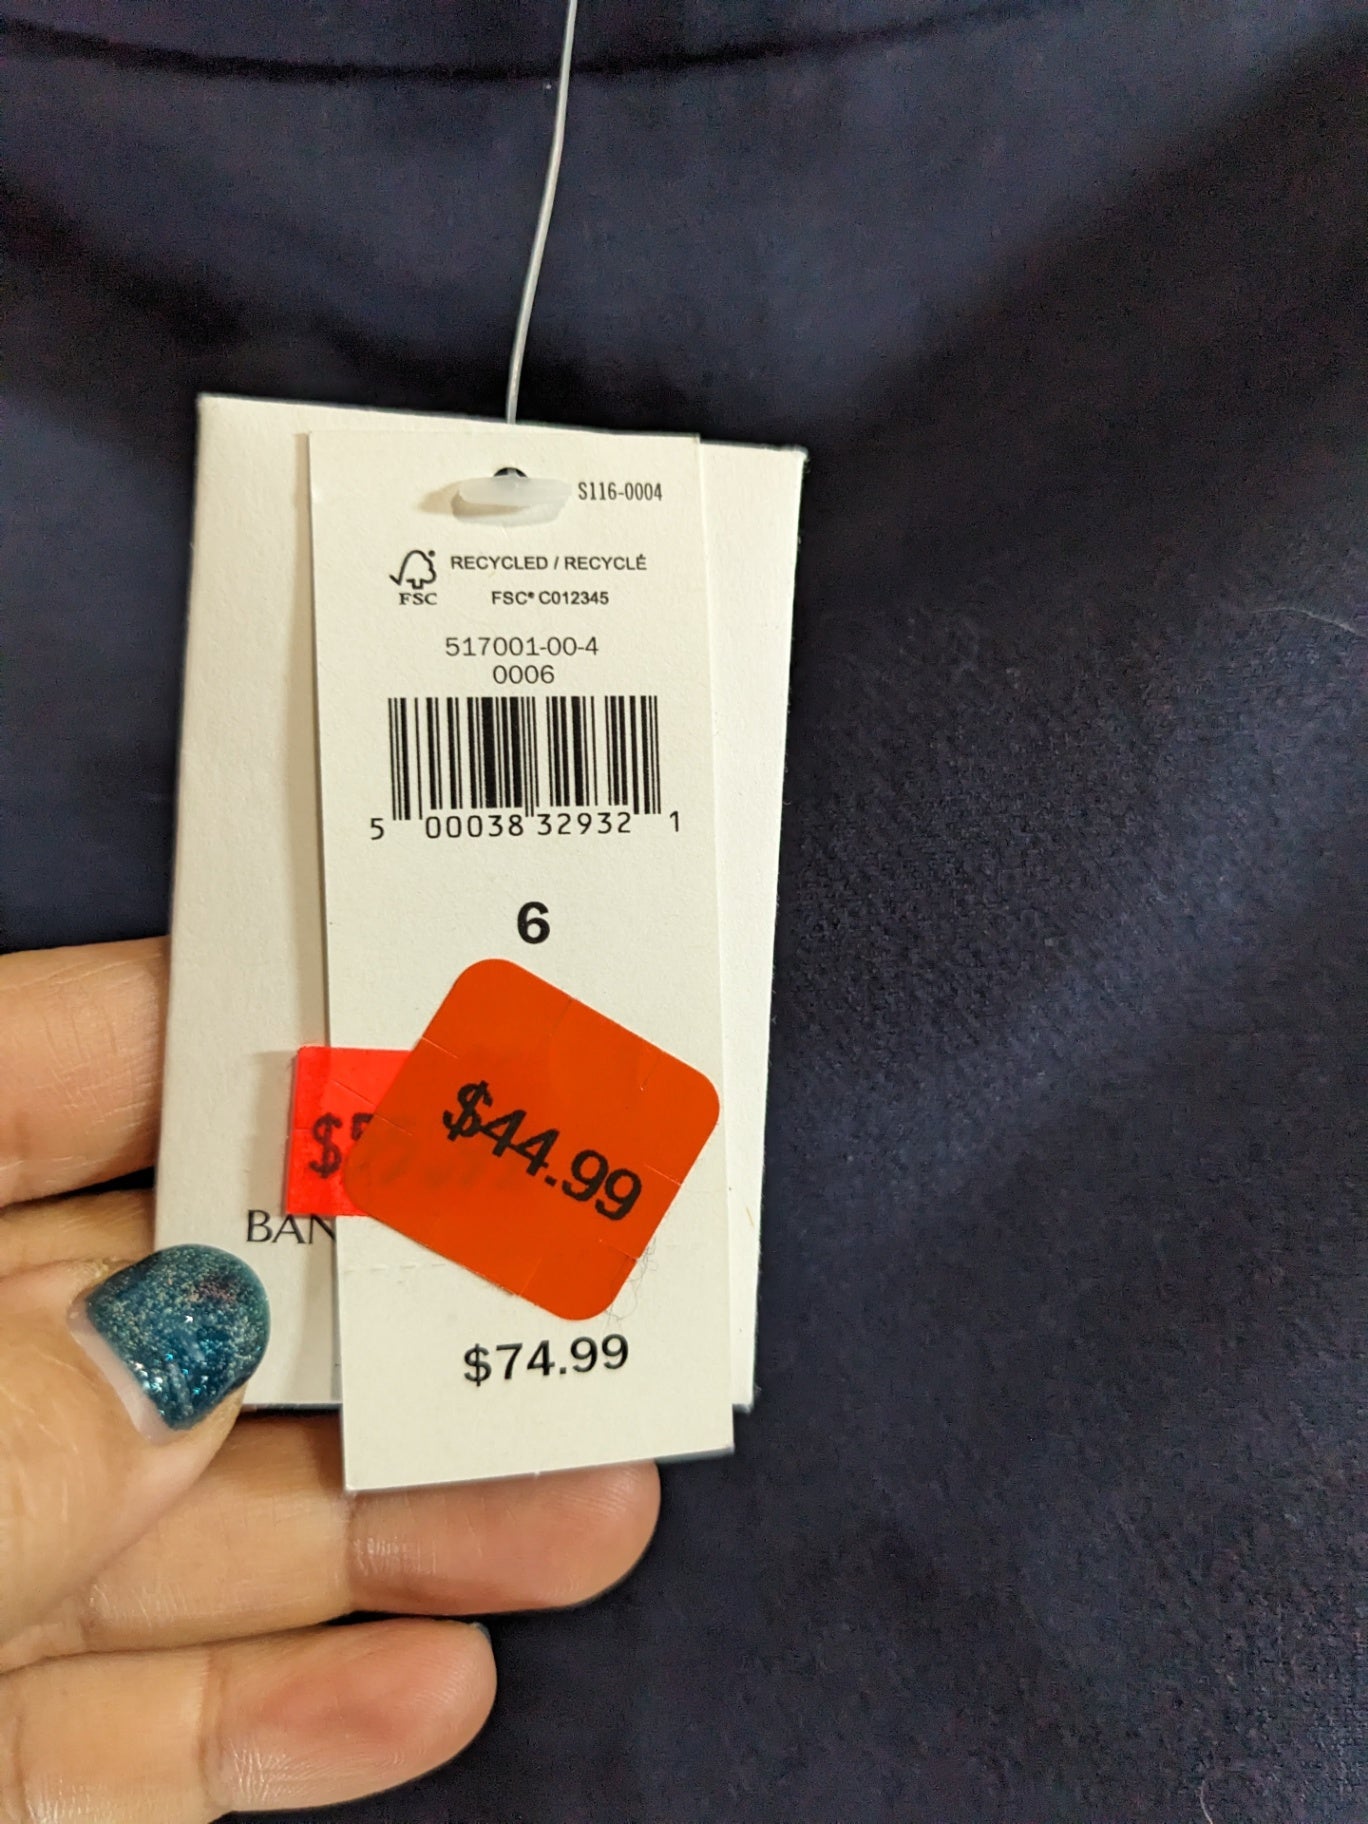 S116-0004
RECYCLED / RECYCLÉ
FSC
FSC® C012345
517001-00-4
0006
5 00038 32932 1
6
$44.99
BAN
$74.99